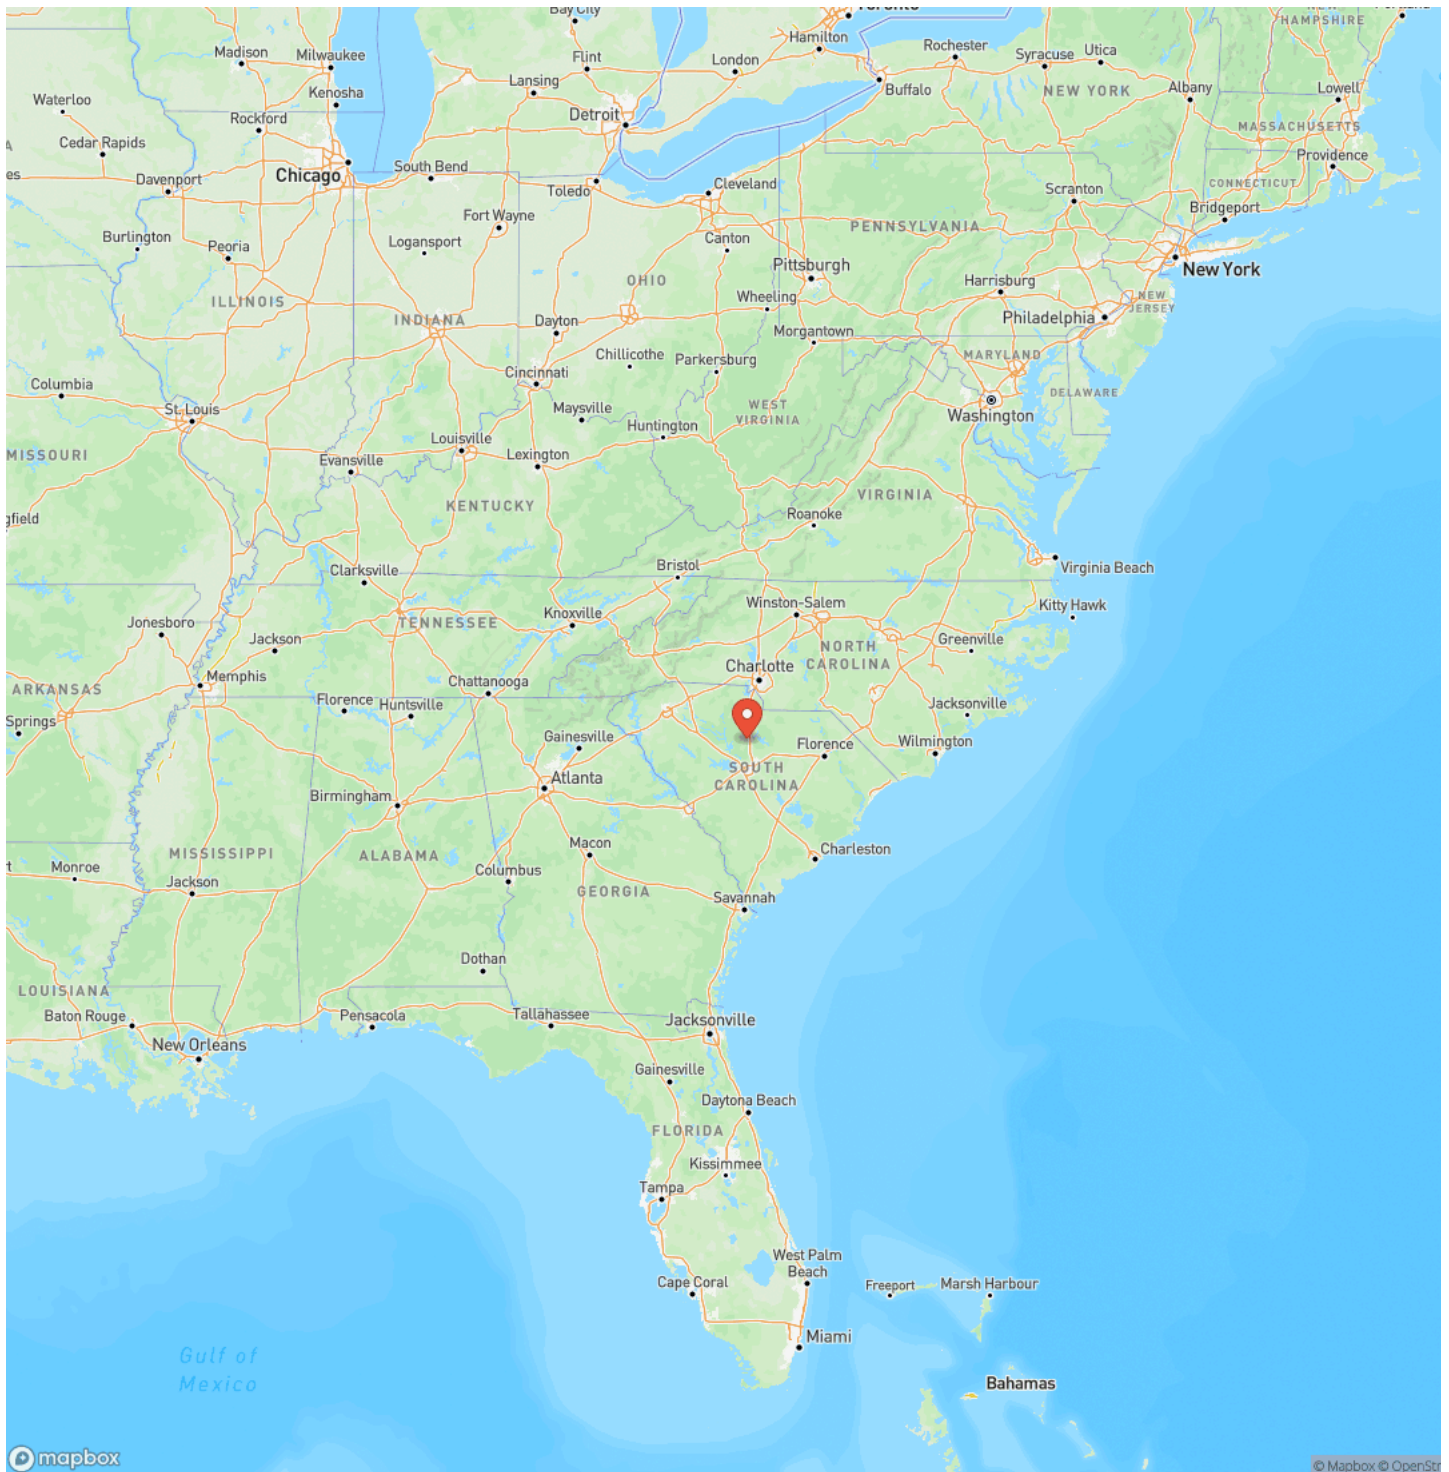 Bay City
Toronto
NEW
HAMPSHIRE
Hamilton
Madison
Milwaukee
Flint
London
Rochester
Syracuse
Utica
Lansing
Kenosha
Buffalo
NEW YORK
Albany
Lowell
Waterloo
Rockford
Detroit
MASSACHUSETTS
Cedar Rapids
Chicago
South Bend
Davenport
Toledo
Cleveland
Scranton
CONNECTICUT
Providence
Fort Wayne
Bridgeport
Burlington
Peoria
Logansport
Canton
PENNSYLVANIA
Pittsburgh
New York
OHIO
Harrisburg
ILLINOIS
Wheeling
NEW
JERSEY
INDIANA
Dayton
Philadelphia
Morgantown
Chillicothe
Parkersburg
MARYLAND
Cincinnati
Columbia
DELAWARE
St. Louis
Maysville
WEST
VIRGINIA
Washington
Huntington
Louisville
Lexington
MISSOURI
Evansville
VIRGINIA
KENTUCKY
gfield
Roanoke
Clarksville
Bristol
Virginia Beach
Knoxville
Winston-Salem
Kitty Hawk
Jonesboro
TENNESSEE
Jackson
NORTH
CAROLINA
Greenville
Charlotte
Memphis
Chattanooga
ARKANSAS
Florence
Huntsville
Jacksonville
Springs
Gainesville
Florence
Wilmington
SOUTH
CAROLINA
Atlanta
Birmingham
MISSISSIPPI
ALABAMA
Macon
Charleston
Monroe
Jackson
Columbus
GEORGIA
Savannah
Dothan
LOUISIANA
Baton Rouge
Pensacola
Tallahassee
Jacksonville
New Orleans
Gainesville
Daytona Beach
FLORIDA
Kissimmee
Tampa
West Palm
Beach
Cape Coral
Freeport
Marsh Harbour
Miami
Gulf of
Mexico
Bahamas
mapbox
© Mapbox © OpenStr